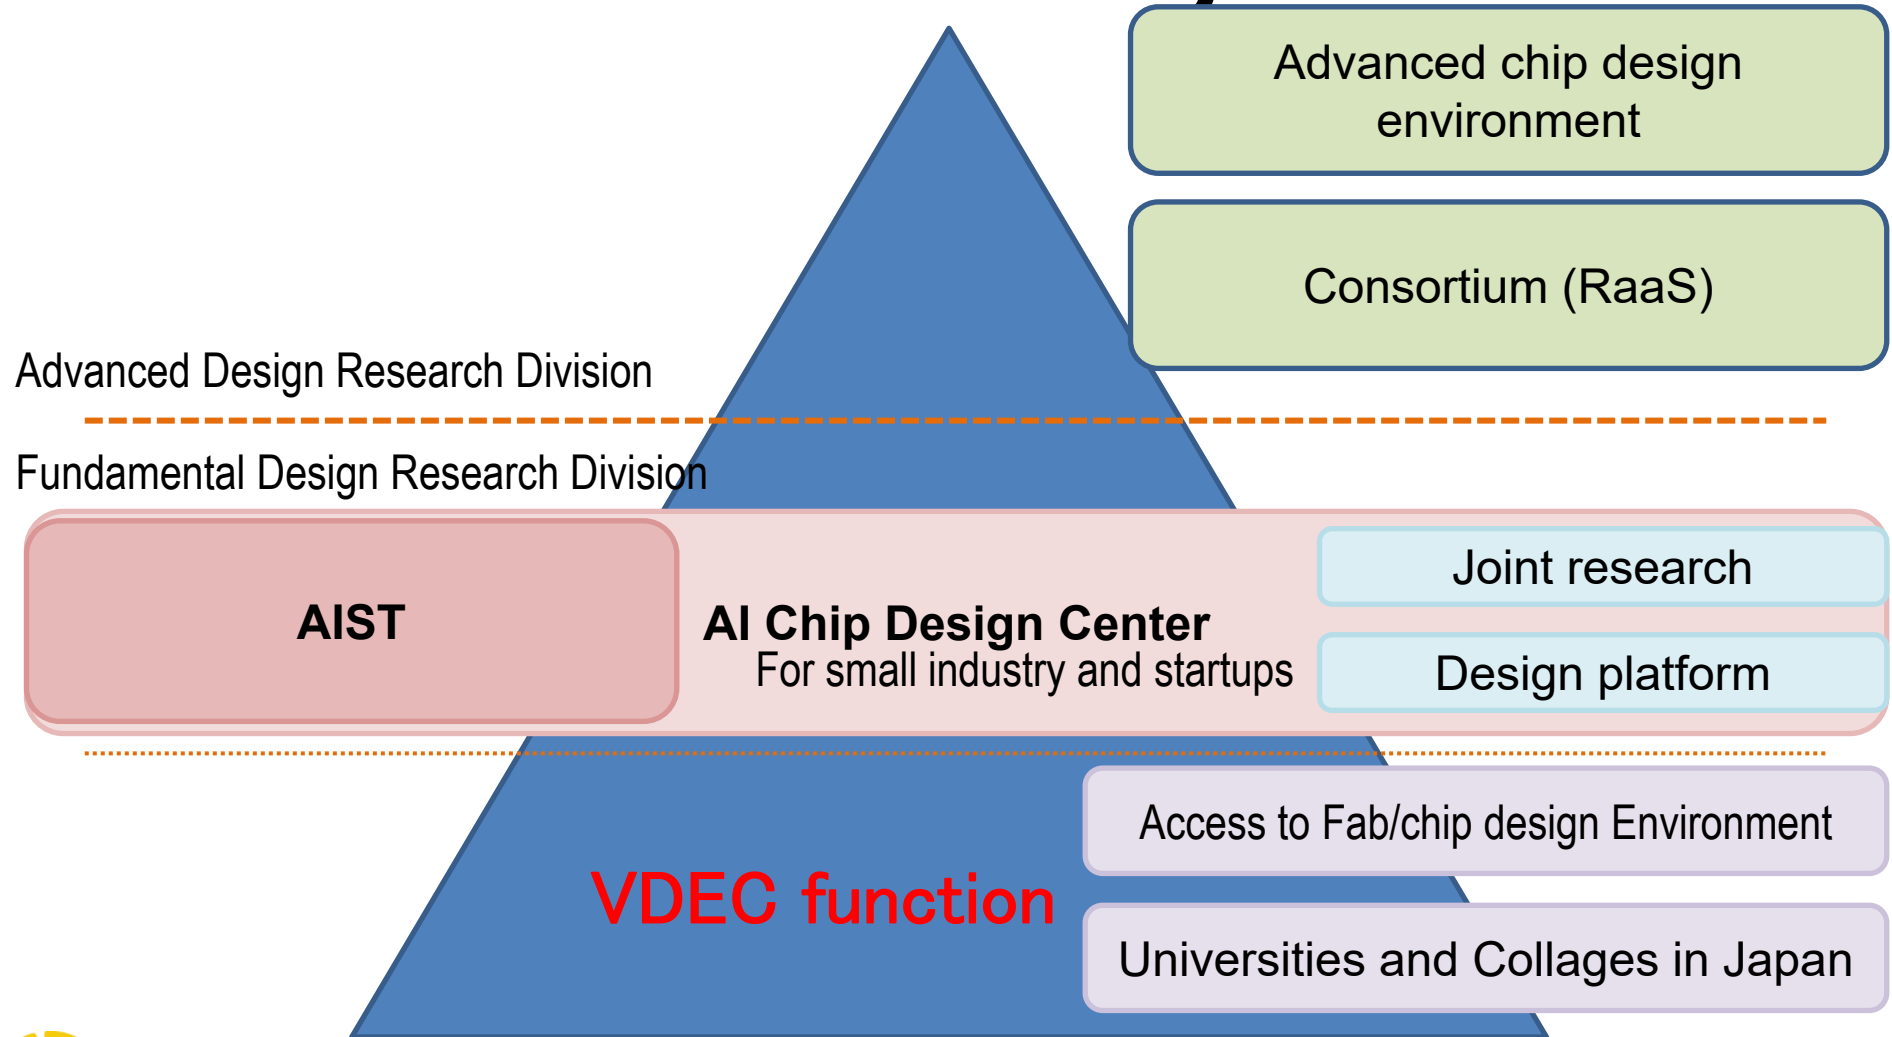 Advanced chip design
environment
Consortium (RaaS)
Advanced Design Research Division
Fundamental Design Research Division
AIST
AI Chip Design Center
For small industry and startups
Joint research
Design platform
Access to Fab/chip design Environment
VDEC function
Universities and Collages in Japan